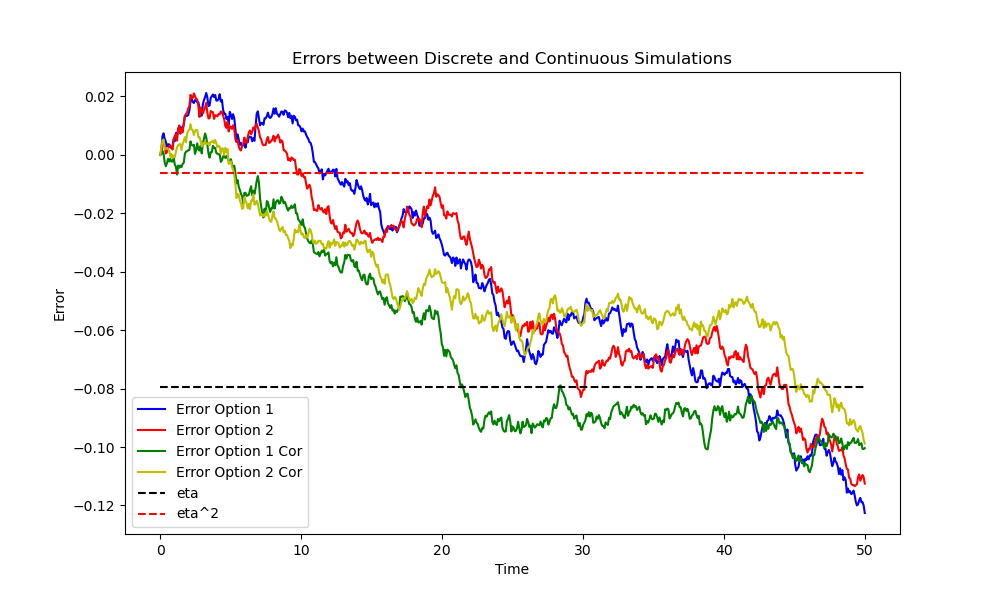 Errors between Discrete and Continuous Simulations
0.02
0.00
−0.02
−0.04
−0.06
−0.08
−0.10
−0.12
Error
Error Option 1
Error Option 2
Error Option 1 Cor
Error Option 2 Cor
eta
eta^2
0 10 20 30 40 50
Time